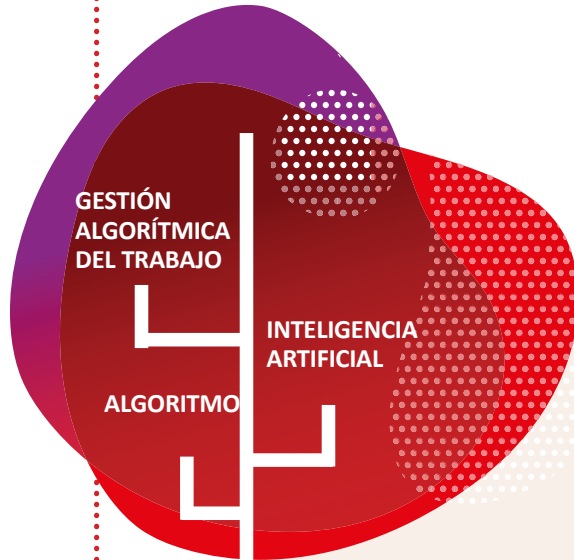 GESTIÓN
ALGORÍTMICA
DEL TRABAJO
INTELIGENCIA
ARTIFICIAL
ALGORITMO